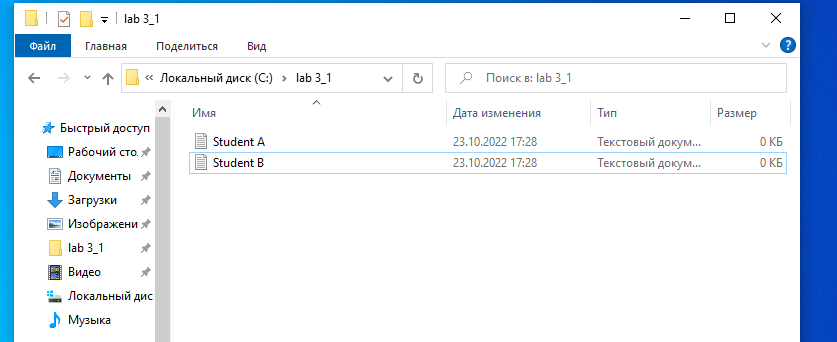 lab 3_1
Файл Главная Поделиться Вид
« Локальный диск (C:) › lab 3_1 Поиск в: lab 3_1
Имя Дата изменения Тип Размер
Быстрый доступ
Рабочий сто.
Документы
Загрузки
Изображени
lab 3_1
Видео
Локальный дис
Музыка
Student A 23.10.2022 17:28 Текстовый докум... 0 КБ
Student B 23.10.2022 17:28 Текстовый докум... 0 КБ